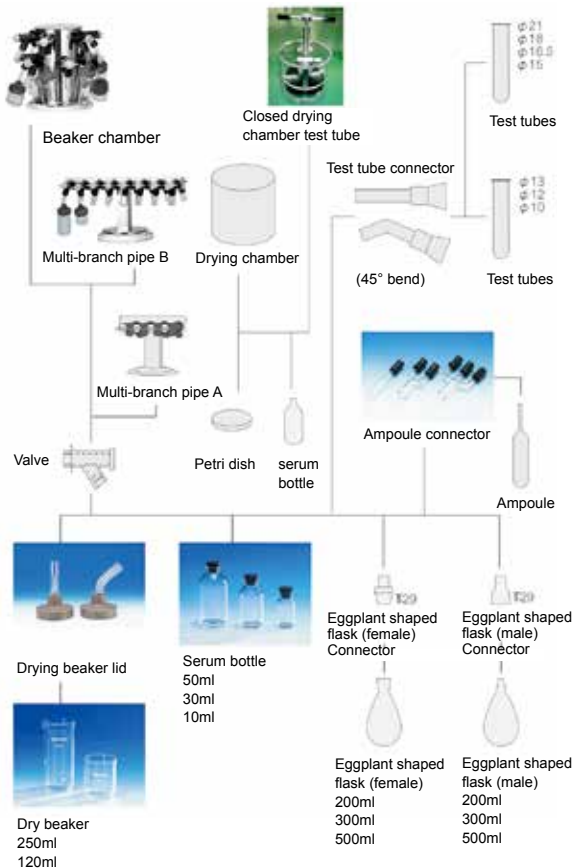 φ21
φ18
φ16.5
φ15
Test tubes
Closed drying
chamber test tube
Beaker chamber
Test tube connector
φ13
φ12
φ10
Test tubes
Multi-branch pipe B
Drying chamber
(45° bend)
Multi-branch pipe A
Valve
Petri dish
serum
bottle
Ampoule connector
Ampoule
Drying beaker lid
Serum bottle
50ml
30ml
10ml
Eggplant shaped
flask (female)
Connector
Eggplant shaped
flask (male)
Connector
Dry beaker
250ml
120ml
Eggplant shaped
flask (female)
200ml
300ml
500ml
Eggplant shaped
flask (male)
200ml
300ml
500ml